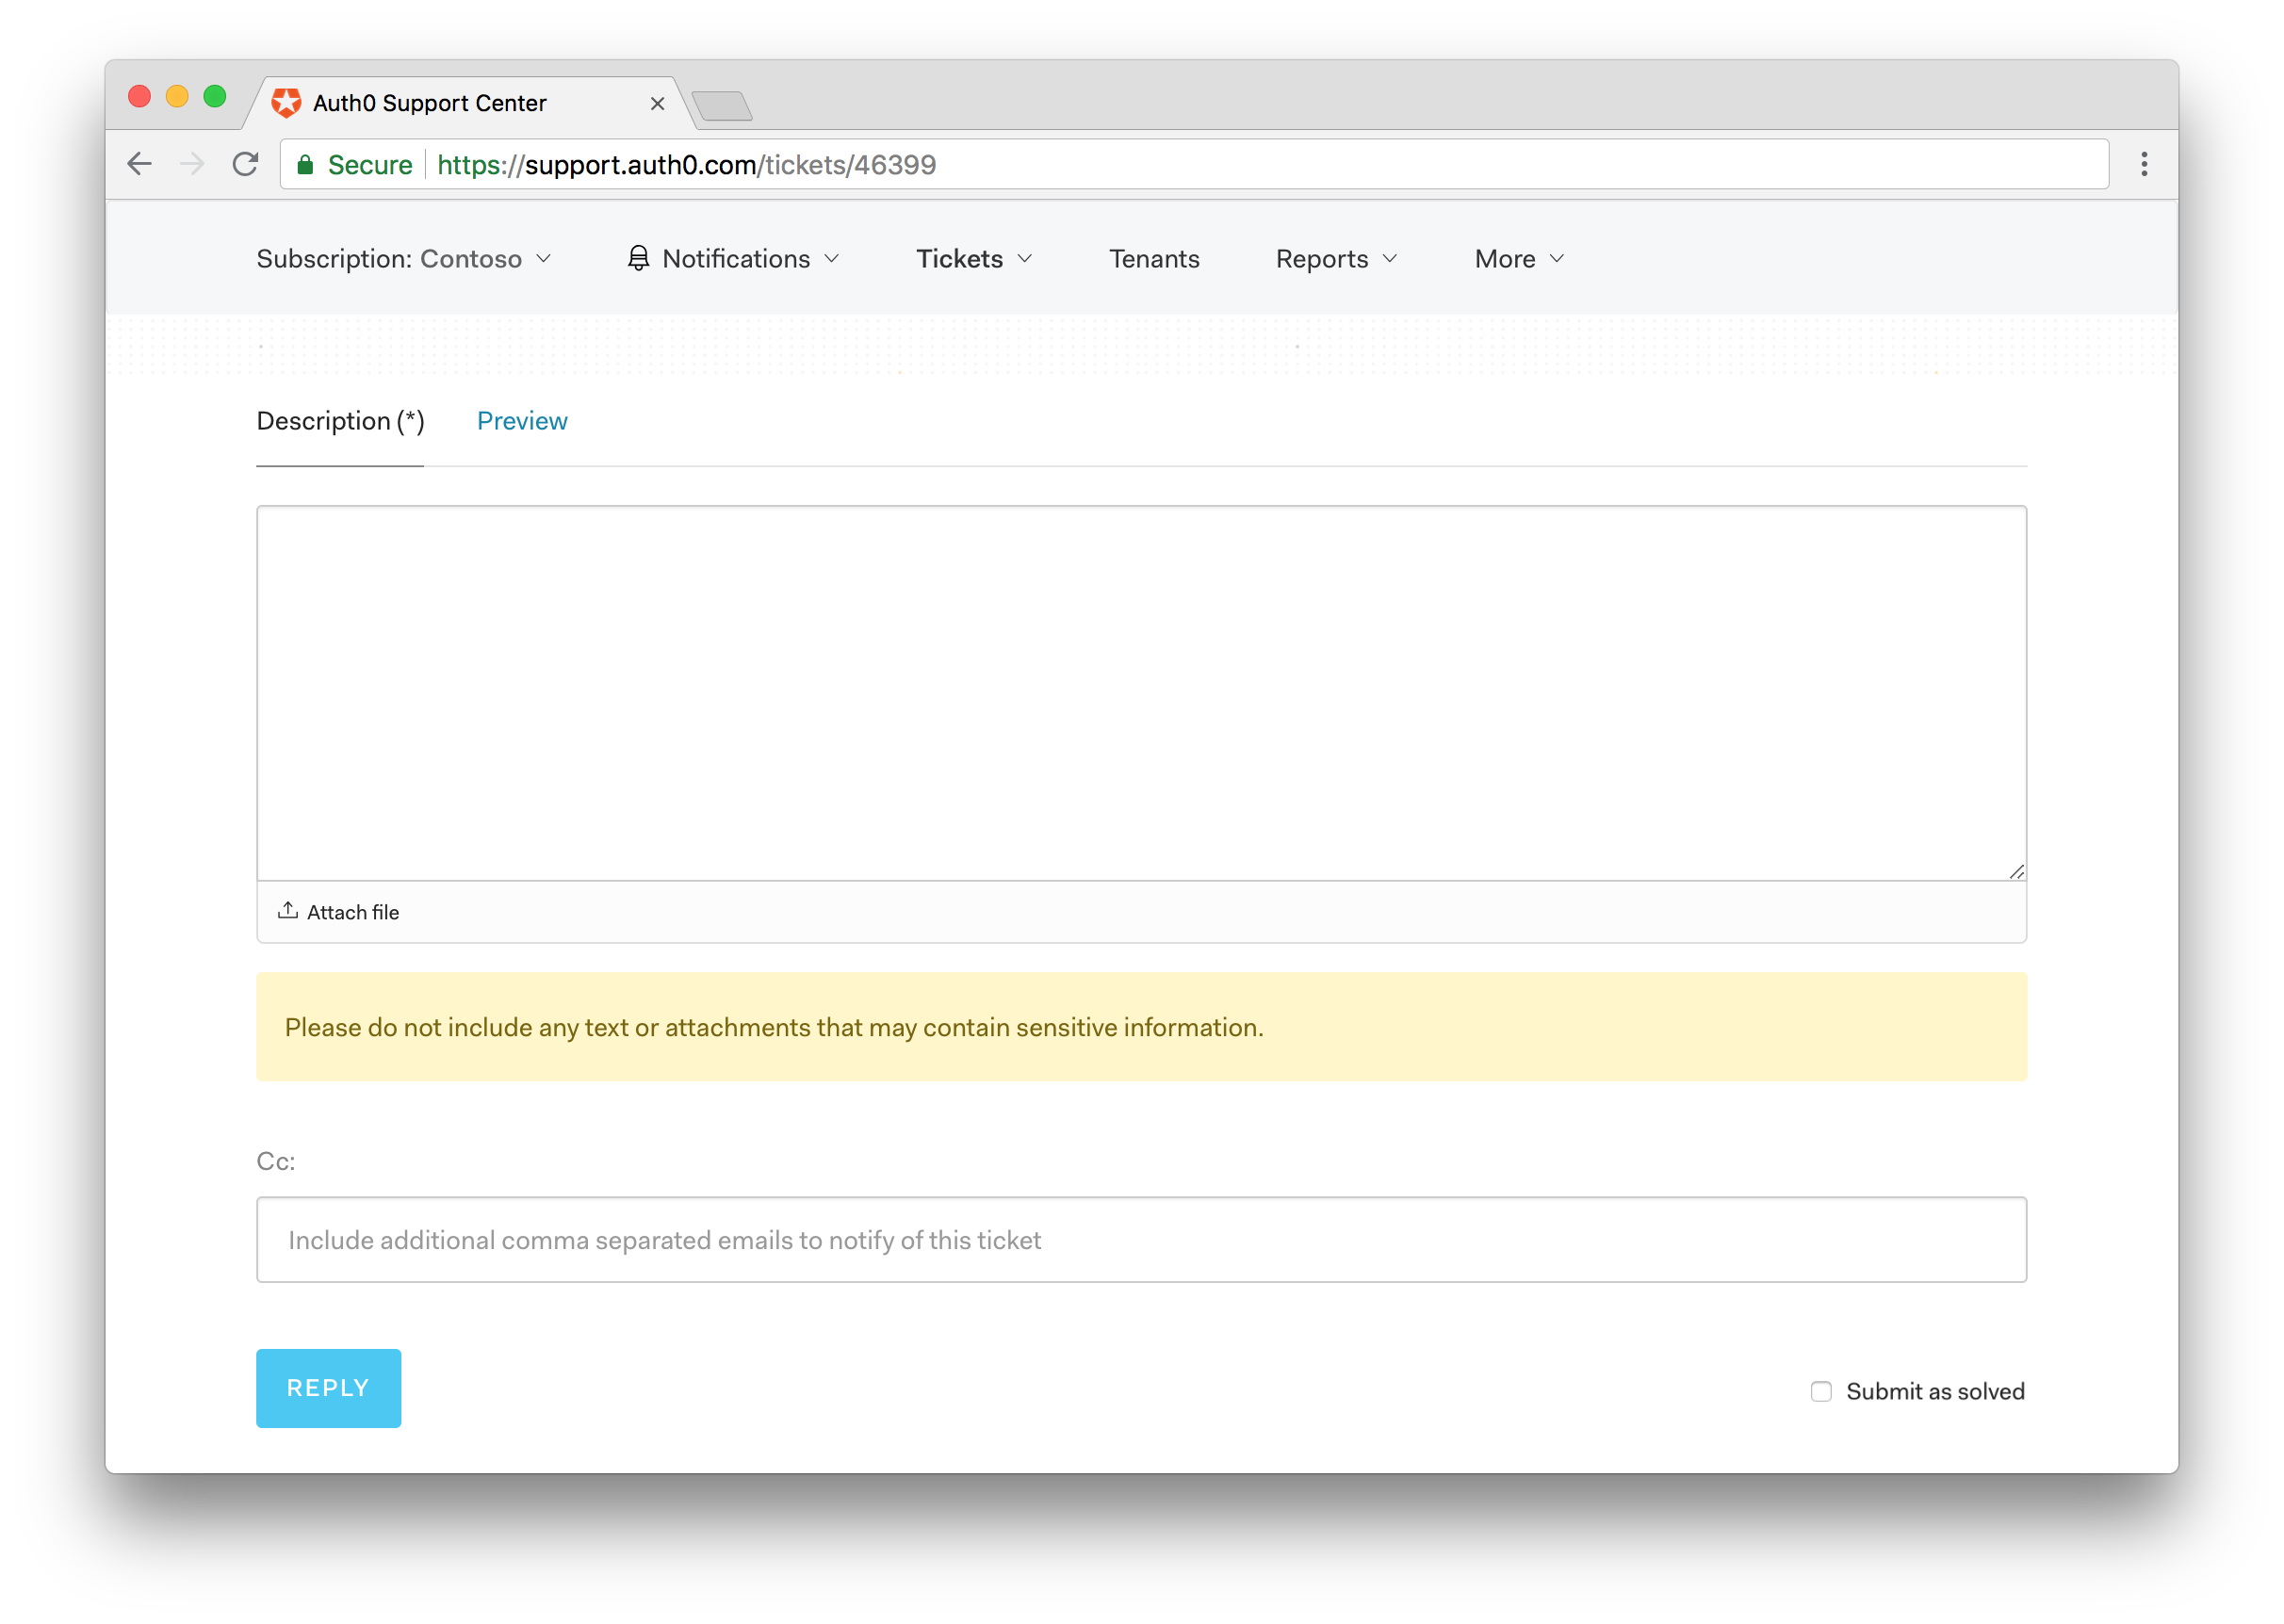 Auth0 Support Center
Secure https://support.auth0.com/tickets/46399
Subscription: Contoso Notifications Tickets Tenants Reports More
Description (*) Preview
Attach file
Please do not include any text or attachments that may contain sensitive information.
Cc:
Include additional comma separated emails to notify of this ticket
REPLY Submit as solved